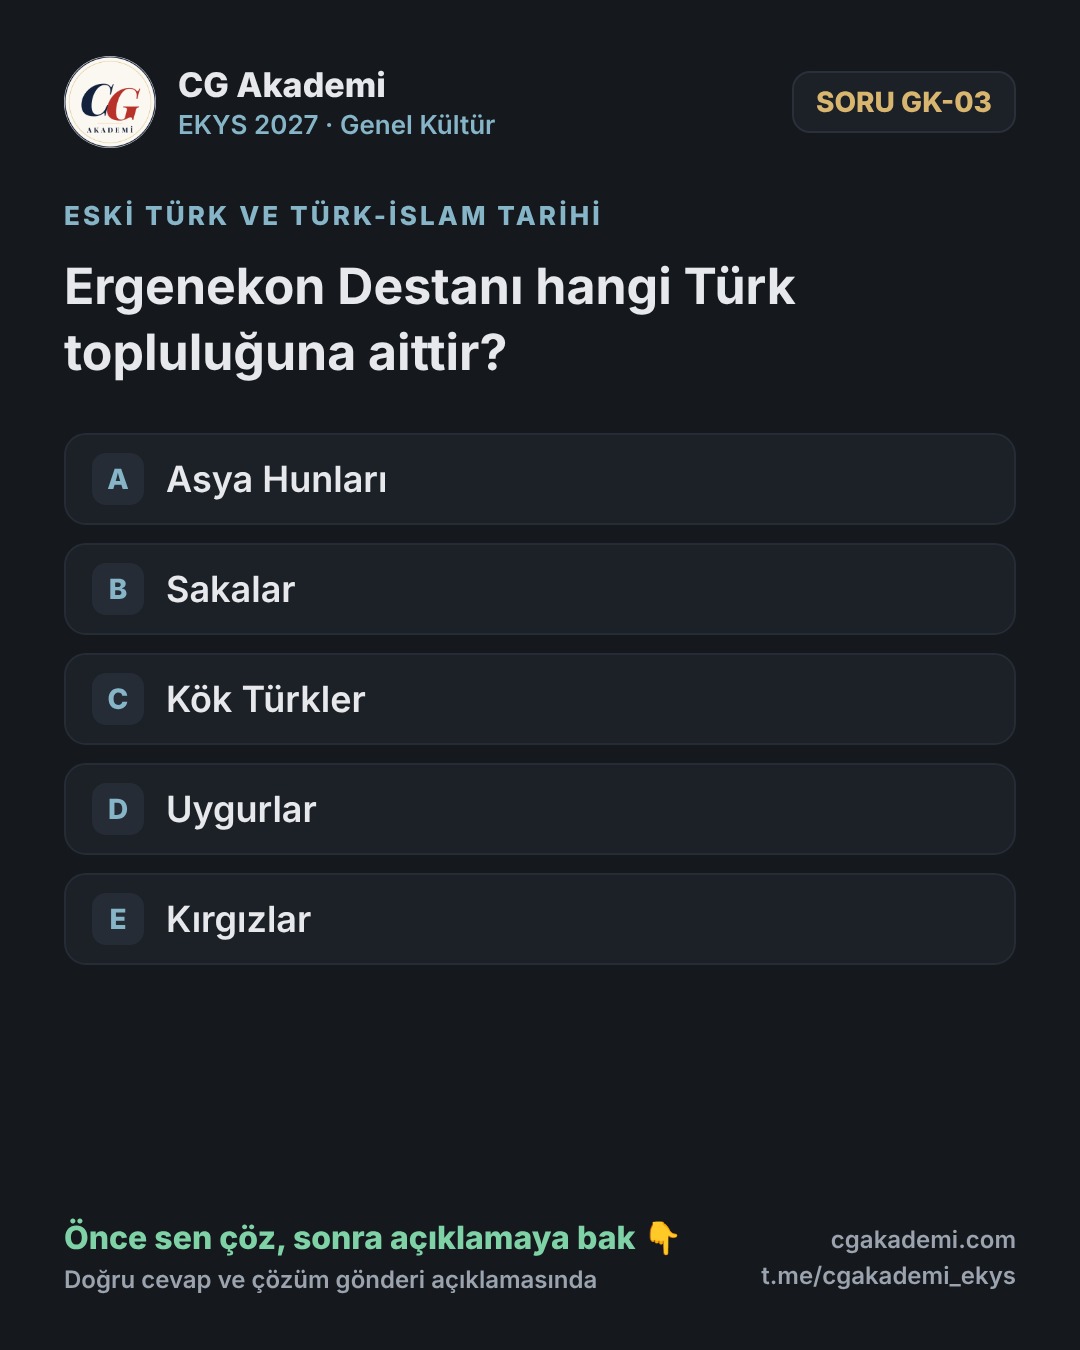 CG
AKADEMİ
CG Akademi
EKYS 2027 · Genel Kültür
SORU GK-03
ESKİ TÜRK VE TÜRK-İSLAM TARİHİ
Ergenekon Destanı hangi Türk
topluluğuna aittir?
A Asya Hunları
B Sakalar
C Kök Türkler
D Uygurlar
E Kırgızlar
Önce sen çöz, sonra açıklamaya bak 👇
Doğru cevap ve çözüm gönderi açıklamasında
cgakademi.com
t.me/cgakademi_ekys